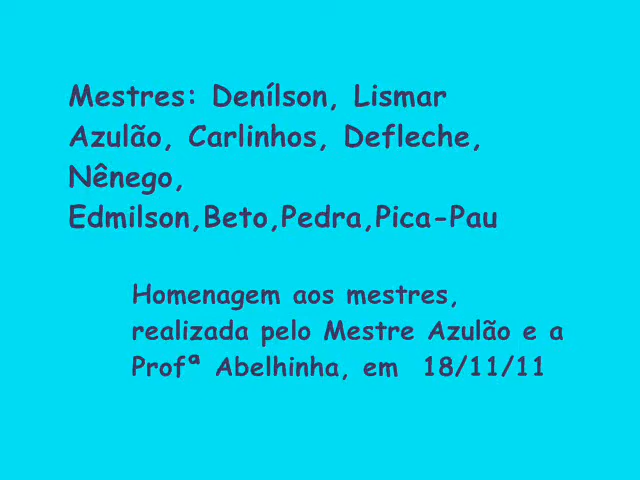 Mestres: Denílson, Lismar
Azulão, Carlinhos, Defleche,
Nênego,
Edmilson,Beto,Pedra,Pica-Pau
Homenagem aos mestres,
realizada pelo Mestre Azulão e a
Profª Abelhinha, em 18/11/11